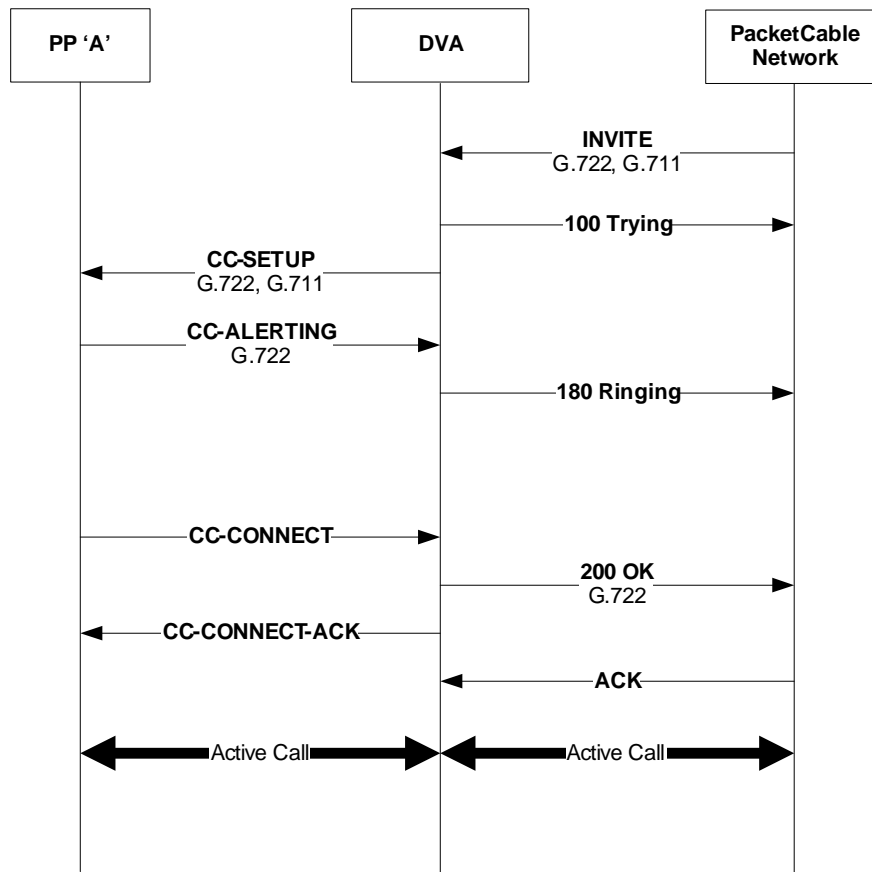 PP ‘A’
DVA
PacketCable
Network
INVITE
G.722, G.711
100 Trying
CC-SETUP
G.722, G.711
CC-ALERTING
G.722
180 Ringing
CC-CONNECT
200 OK
G.722
CC-CONNECT-ACK
ACK
Active Call
Active Call